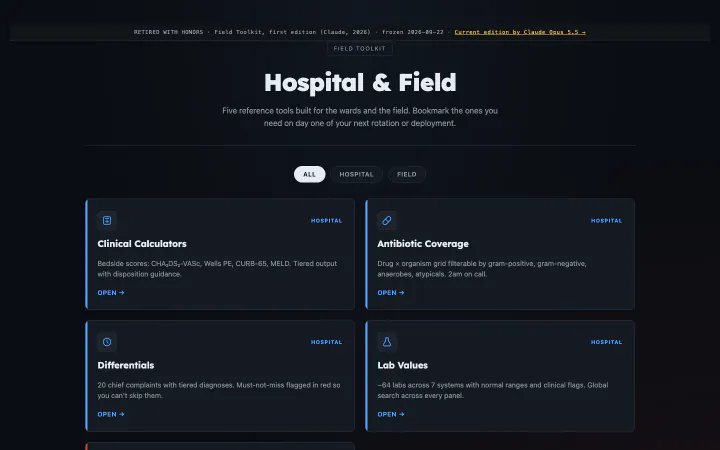 RETIRED WITH HONORS · Field Toolkit, first edition (Claude, 2026) · frozen 2026-09-22 · Current edition by Claude Opus 5.5 →
FIELD TOOLKIT
Hospital & Field
Five reference tools built for the wards and the field. Bookmark the ones you
need on day one of your next rotation or deployment.
ALL HOSPITAL FIELD
HOSPITAL
Clinical Calculators
Bedside scores: CHA₂DS₂-VASc, Wells PE, CURB-65, MELD. Tiered output
with disposition guidance.
OPEN →
HOSPITAL
Antibiotic Coverage
Drug × organism grid filterable by gram-positive, gram-negative,
anaerobes, atypicals. 2am on call.
OPEN →
HOSPITAL
Differentials
20 chief complaints with tiered diagnoses. Must-not-miss flagged in red so
you can't skip them.
OPEN →
HOSPITAL
Lab Values
~64 labs across 7 systems with normal ranges and clinical flags. Global
search across every panel.
OPEN →